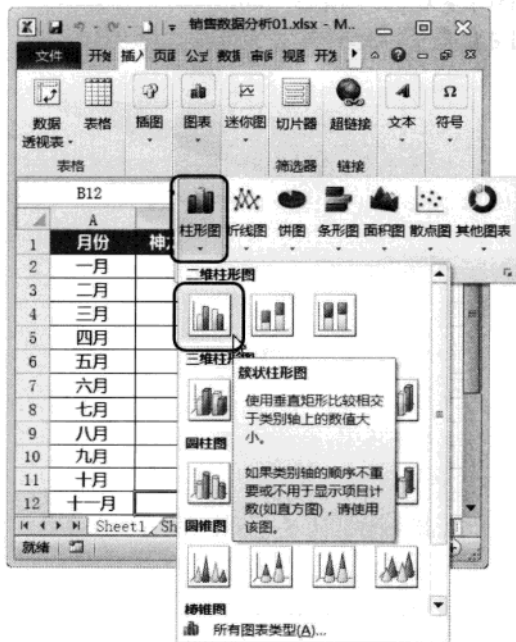 销售数据分析01.xlsx - M..
文件 插入 页面 公式 数据 审阅 视图
数据透视表 表格 插图 图表 迷你图 切片器 超链接 文本 符号
表格 筛选器 链接
B12
柱形图 折线图 饼图 条形图 面积图 散点图 其他图表
A
1 月份
2 一月
3 二月
4 三月
5 四月
6 五月
7 六月
8 七月
9 八月
10 九月
11 十月
12 十一月
二维柱形图
三维柱形图
簇状柱形图
使用垂直矩形比较相交
于类别轴上的数值大
小。
如果类别轴的顺序不重
要或不用于显示项目计
数(如直方图)，请使用
该图。
圆柱图
圆锥图
棱锥图
所有图表类型(A)...
Sheet1 Sh
就绪